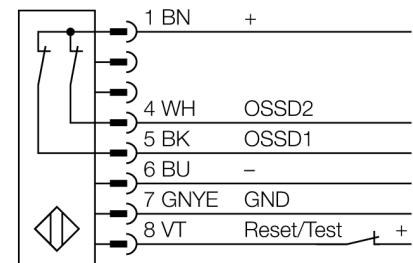 1 BN +
4 WH OSSD2
5 BK OSSD1
6 BU –
7 GNYE GND
8 VT Reset/Test +